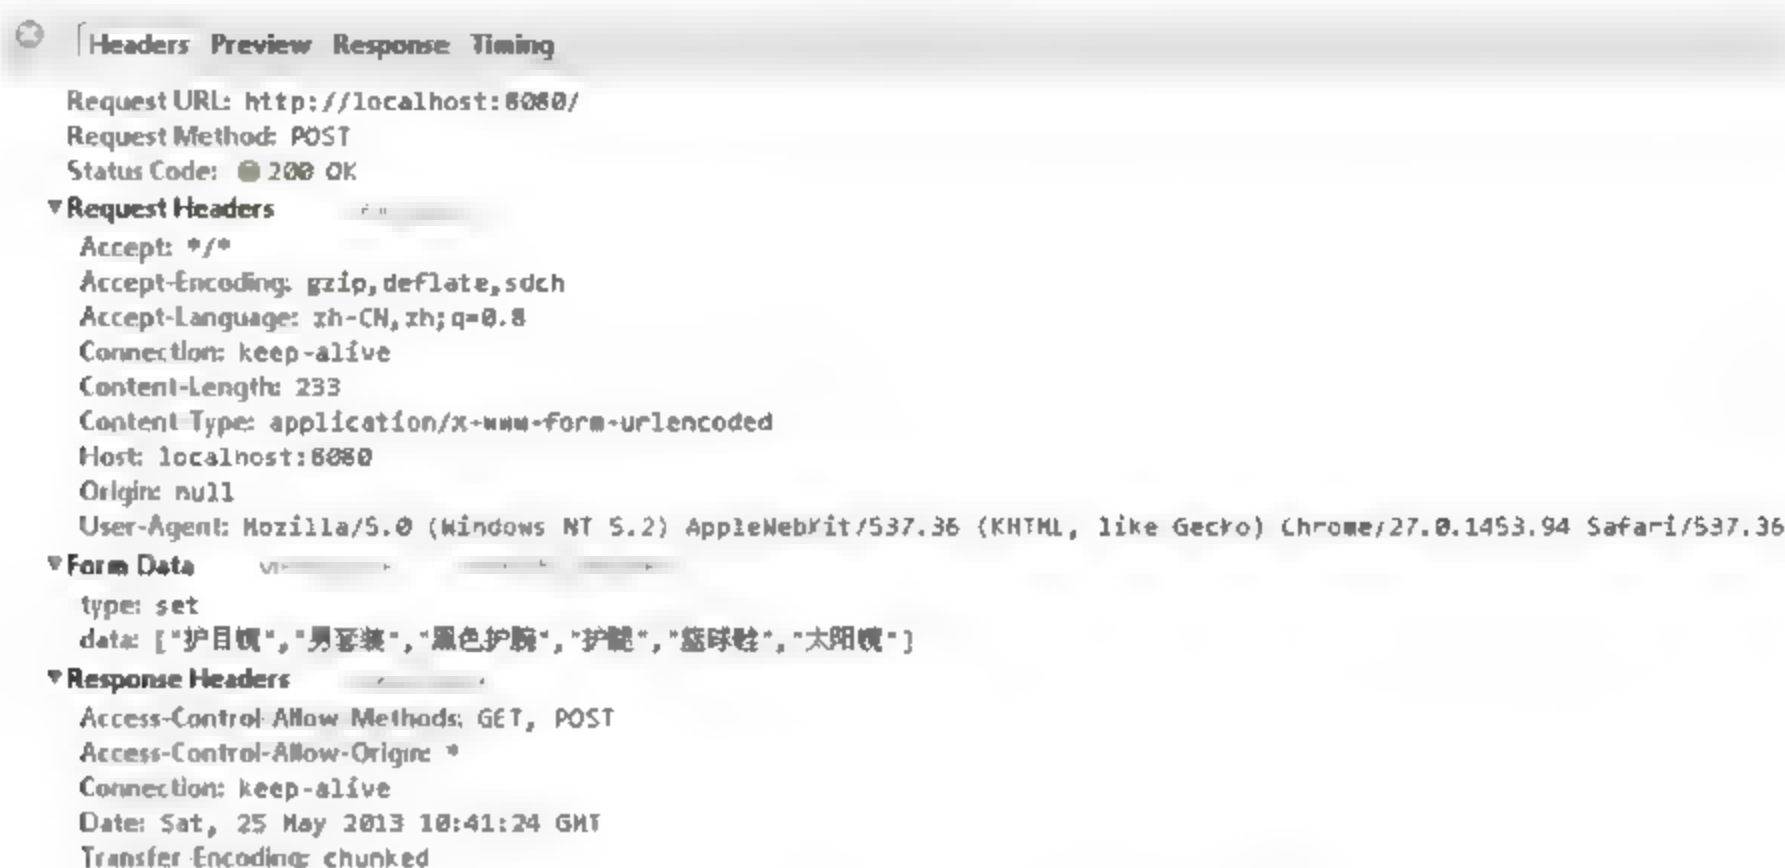 Headers Preview Response Timing
Request URL: http://localhost:8080/
Request Method: POST
Status Code: 200 OK
Request Headers
Accept: */*
Accept-Encoding: gzip,deflate,sdch
Accept-Language: zh-CN,zh;q=0.8
Connection: keep-alive
Content-Length: 233
Content-Type: application/x-www-form-urlencoded
Host: localhost:8080
Origin: null
User-Agent: Mozilla/5.0 (Windows NT 5.2) AppleWebKit/537.36 (KHTML, like Gecko) Chrome/27.0.1453.94 Safari/537.36
Form Data
type: set
data: ["护目镜","男套装","黑色护腕","护腿","篮球鞋","太阳镜"]
Response Headers
Access-Control-Allow-Methods: GET, POST
Access-Control-Allow-Origin: *
Connection: keep-alive
Date: Sat, 25 May 2013 10:41:24 GMT
Transfer-Encoding: chunked